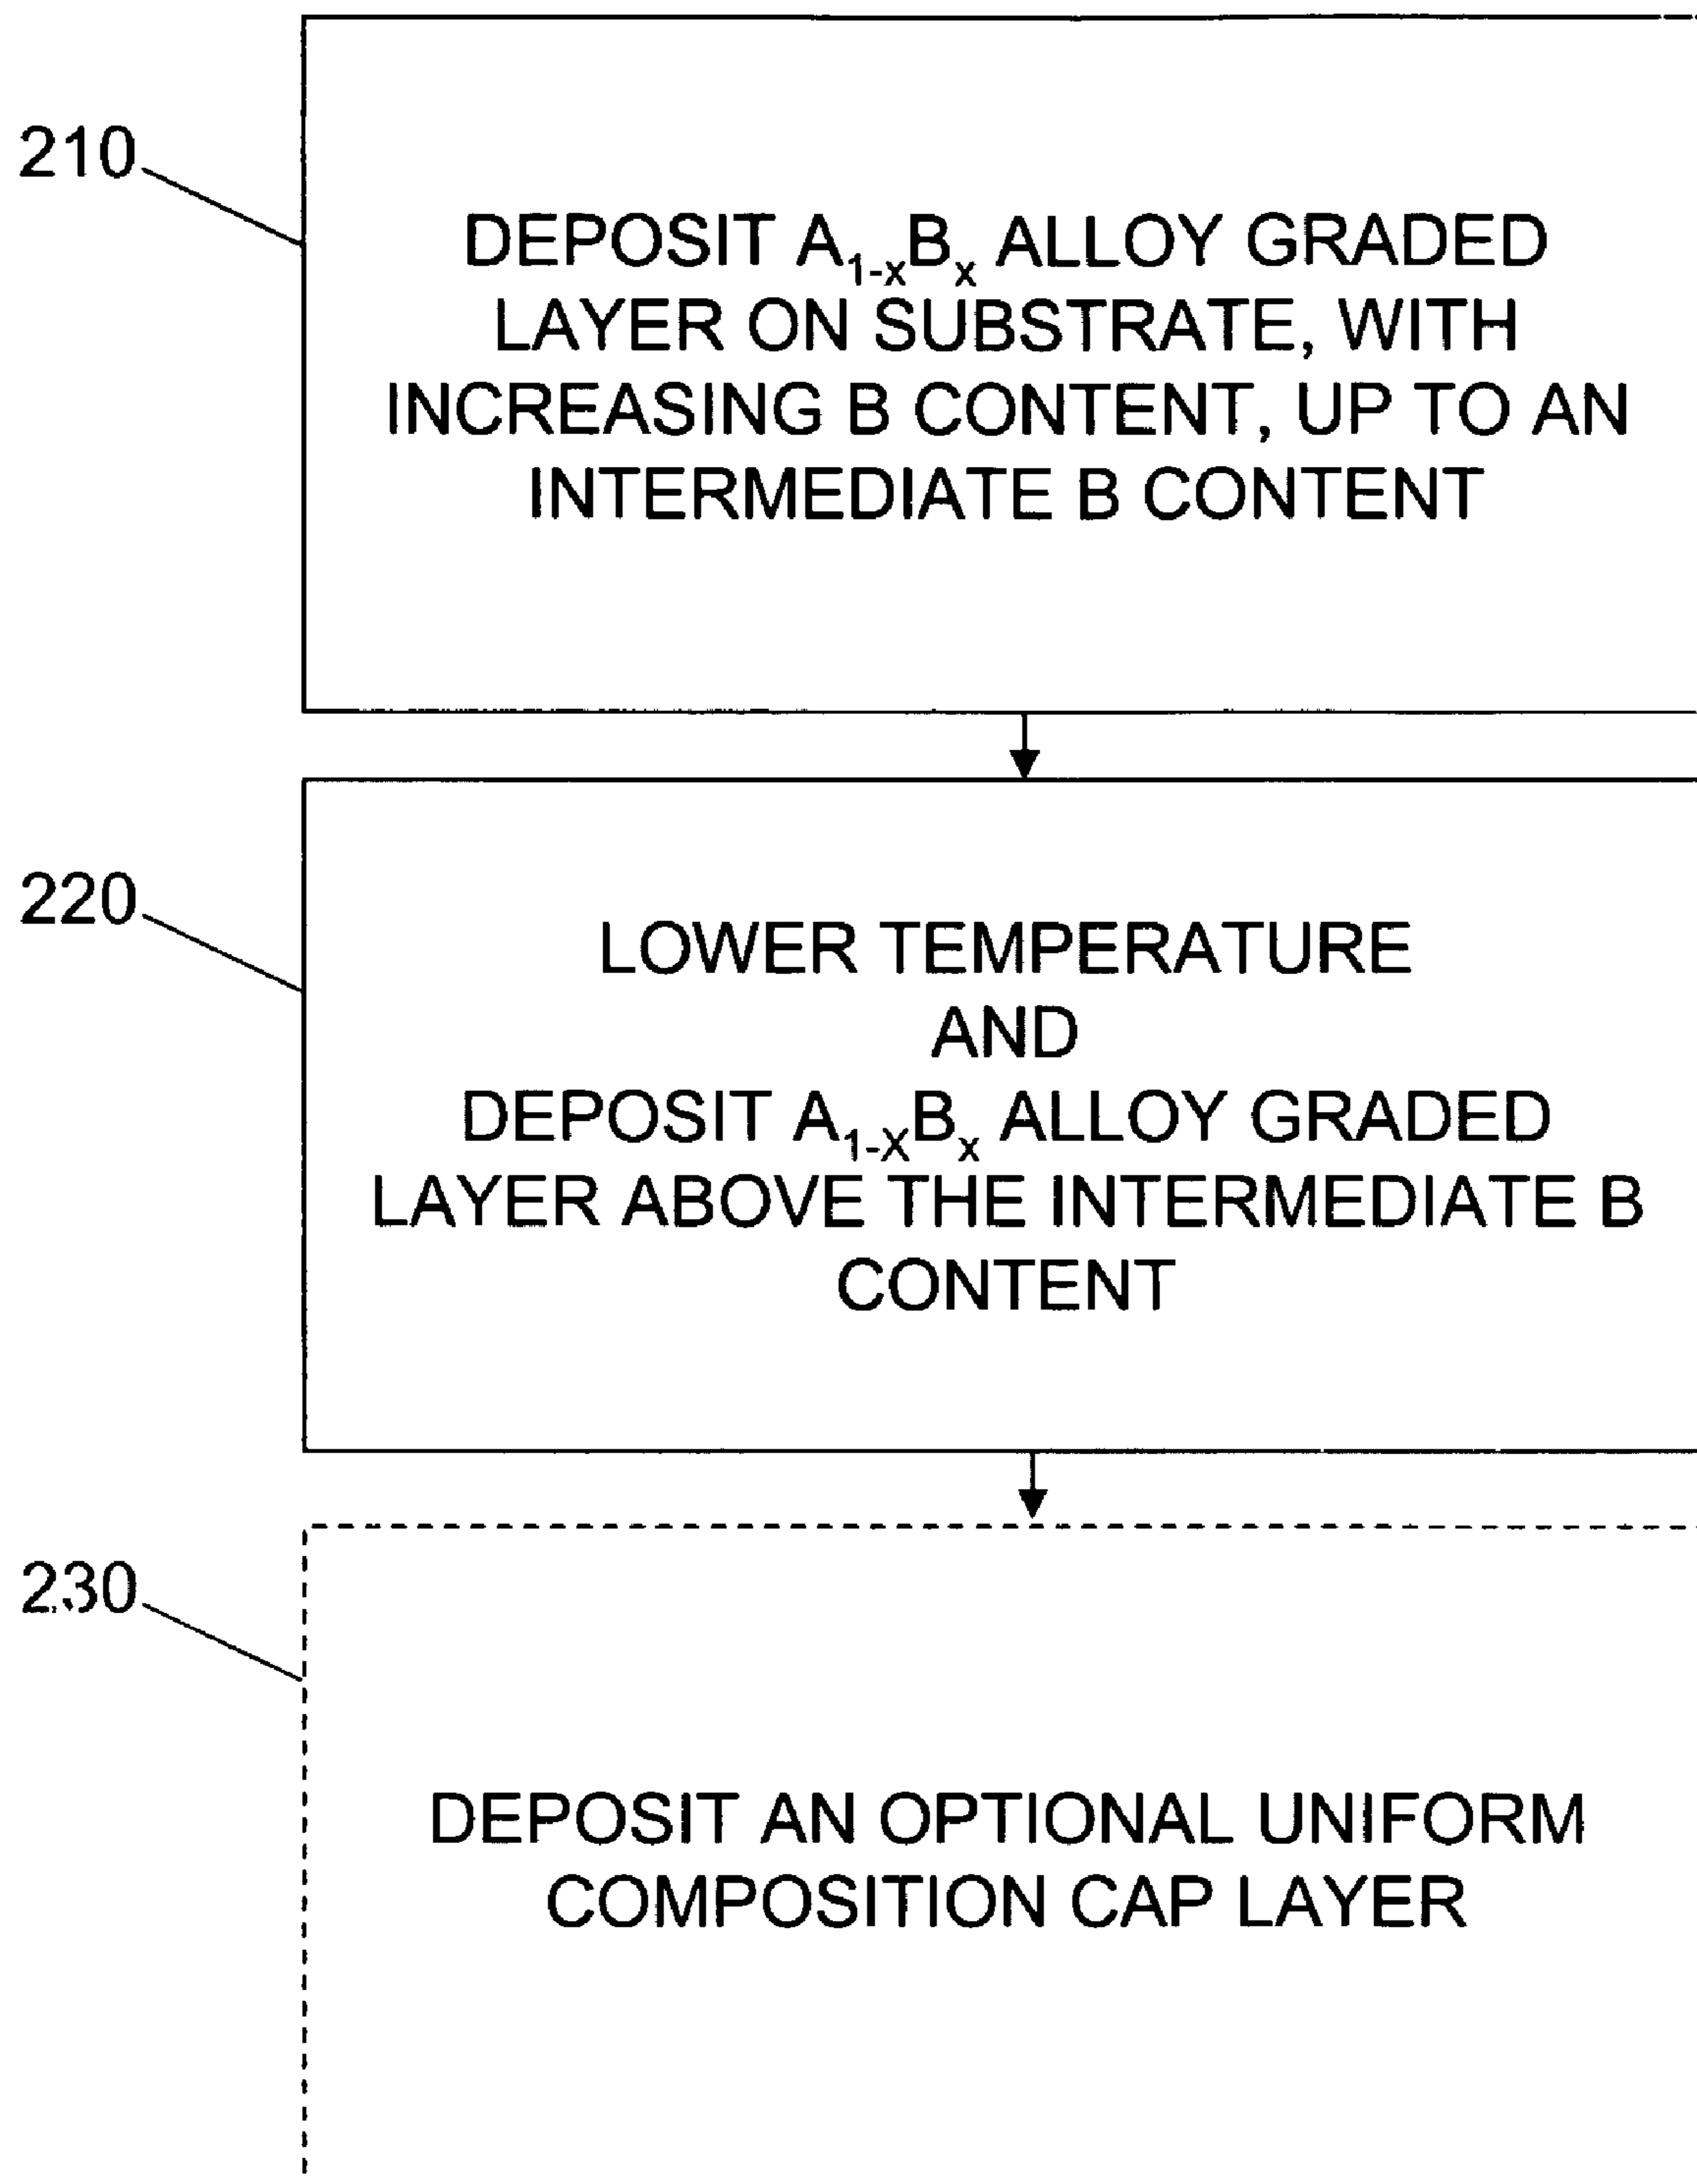 210
DEPOSIT A₁₋ₓBₓ ALLOY GRADED
LAYER ON SUBSTRATE, WITH
INCREASING B CONTENT, UP TO AN
INTERMEDIATE B CONTENT
220
LOWER TEMPERATURE
AND
DEPOSIT A₁₋XBₓ ALLOY GRADED
LAYER ABOVE THE INTERMEDIATE B
CONTENT
230
DEPOSIT AN OPTIONAL UNIFORM
COMPOSITION CAP LAYER